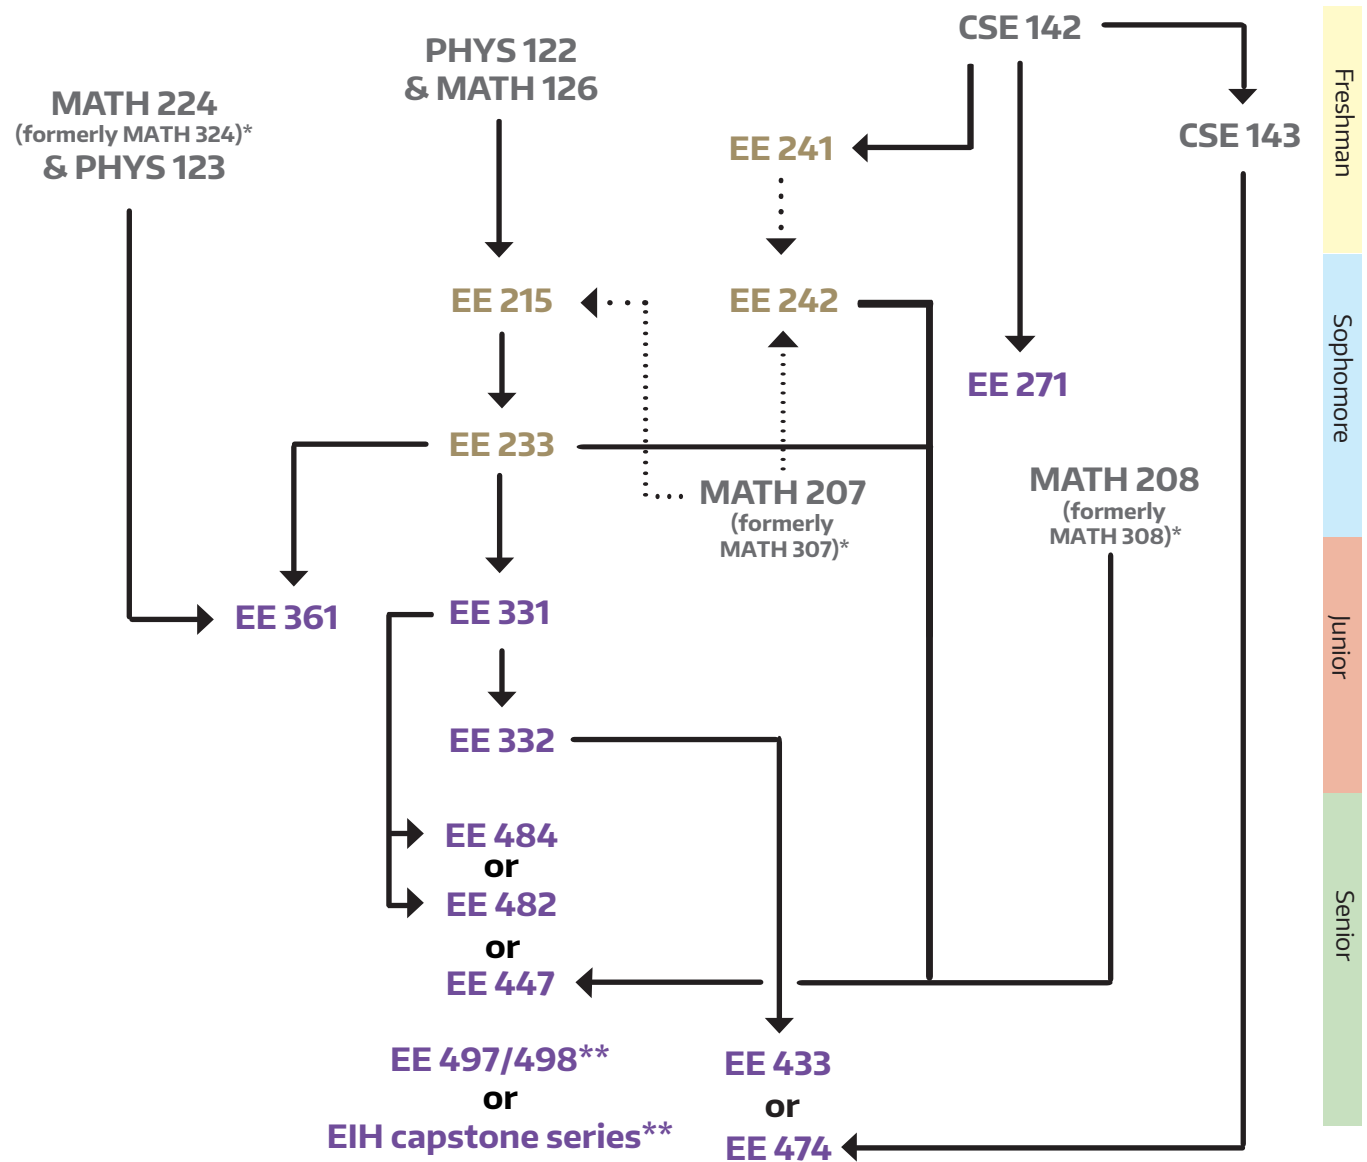 CSE 142
PHYS 122
& MATH 126
MATH 224
(formerly MATH 324)*
& PHYS 123
EE 241
CSE 143
Freshman
EE 215
EE 242
EE 271
Sophomore
EE 233
MATH 207
(formerly
MATH 307)*
MATH 208
(formerly
MATH 308)*
EE 361
EE 331
Junior
EE 332
EE 484
or
EE 482
or
EE 447
Senior
EE 497/498**
or
EIH capstone series**
EE 433
or
EE 474